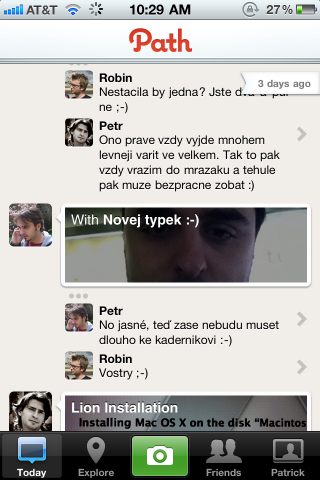 AT&T 10:29 AM 27%
Path
3 days ago
Robin
Nestacila by jedna? Jste
ne ;-)
Petr
Ono prave vzdy vyjde mnohem
levneji varit ve velkem. Tak to pak
vzdy vrazim do mrazaku a tehule
pak muze bezpracne zobat :)
With Novej typek :-)
Petr
No jasné, teď zase nebudu muset
dlouho ke kadernikovi :-)
Robin
Vostry ;-)
Lion Installation
Installing Mac OS X on the disk "Macintos
Today Explore Friends Patrick